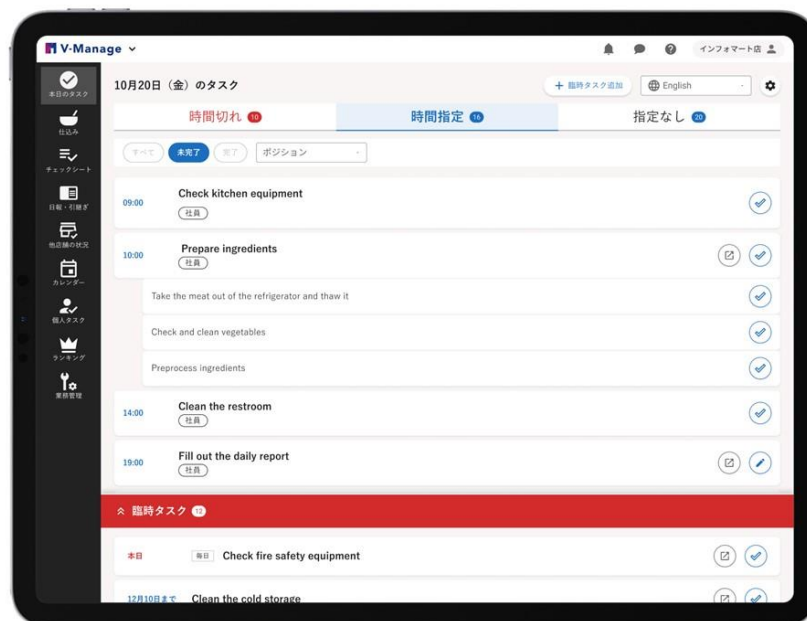 V-Manage
インフォマート店
本日のタスク
仕込み
チェックシート
日報・引継ぎ
他店舗の状況
カレンダー
個人タスク
ランキング
業務管理
10月20日(金)のタスク
+ 臨時タスク追加
English
時間切れ 10
時間指定 16
指定なし 20
すべて
未完了
完了
ポジション
09:00
Check kitchen equipment
社員
10:00
Prepare ingredients
社員
Take the meat out of the refrigerator and thaw it
Check and clean vegetables
Preprocess ingredients
14:00
Clean the restroom
社員
19:00
Fill out the daily report
社員
臨時タスク 12
本日
毎日
Check fire safety equipment
12月10日まで
Clean the cold storage